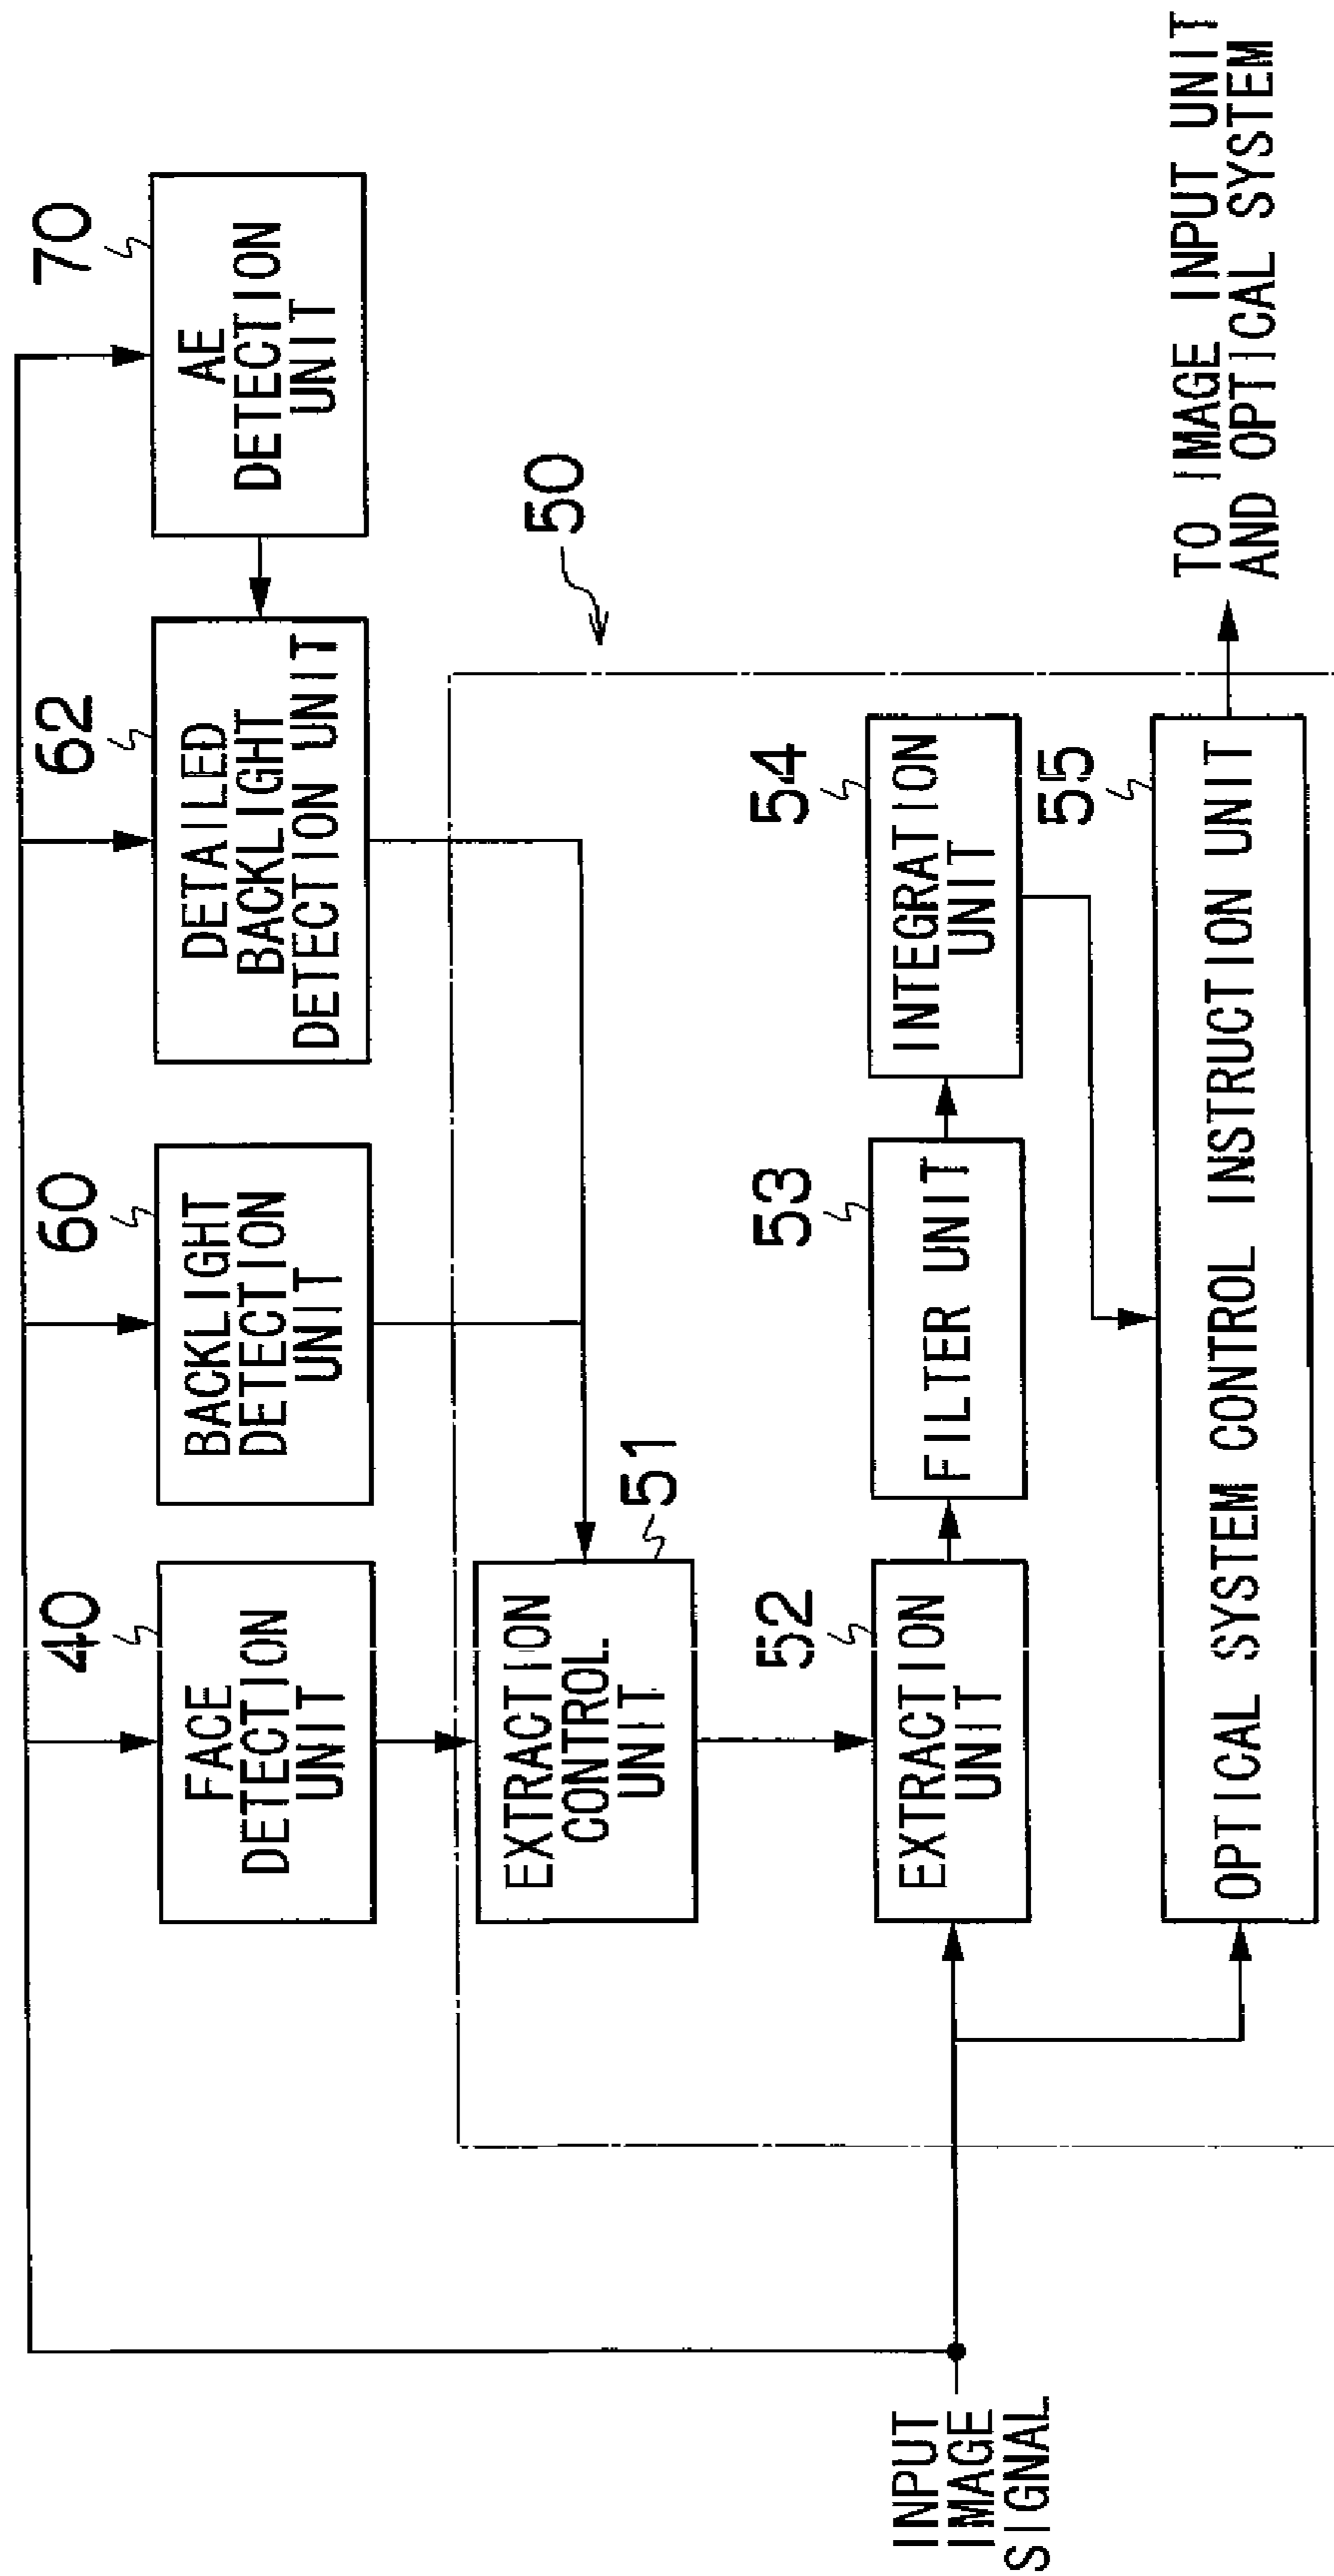 40
FACE
DETECTION
UNIT
60
BACKLIGHT
DETECTION
UNIT
62
DETAILED
BACKLIGHT
DETECTION UNIT
70
AE
DETECTION
UNIT
50
EXTRACTION
CONTROL
UNIT
51
INPUT
IMAGE
SIGNAL
52
EXTRACTION
UNIT
53
FILTER UNIT
54
INTEGRATION
UNIT
55
OPTICAL SYSTEM CONTROL INSTRUCTION UNIT
TO IMAGE INPUT UNIT
AND OPTICAL SYSTEM